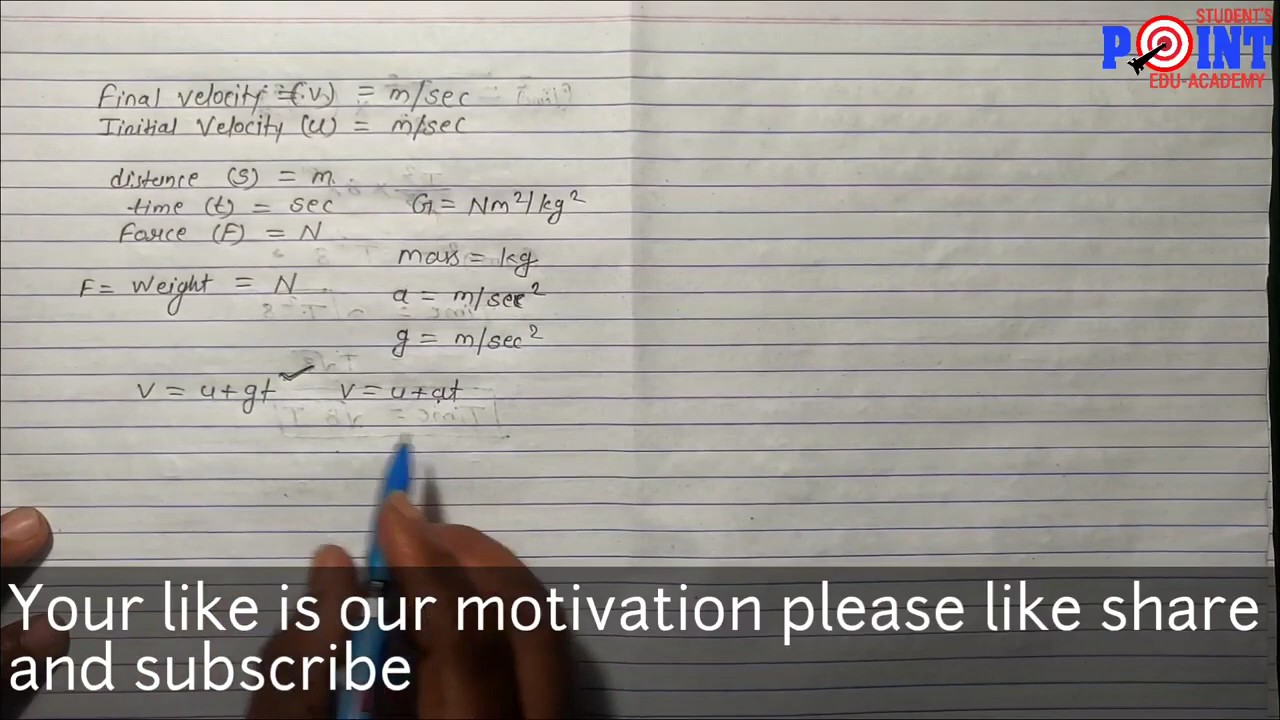 STUDENT'S
POINT
EDU-ACADEMY
Final velocity =(v) = m/sec
Iinitial Velocity (u) = m/sec
distance (s) = m
time (t) = sec
G = Nm²/kg²
Force (F) = N
mass = kg
F = Weight = N
a = m/sec²
g = m/sec²
v = u+gt ✓ v = u+at
Your like is our motivation please like share
and subscribe